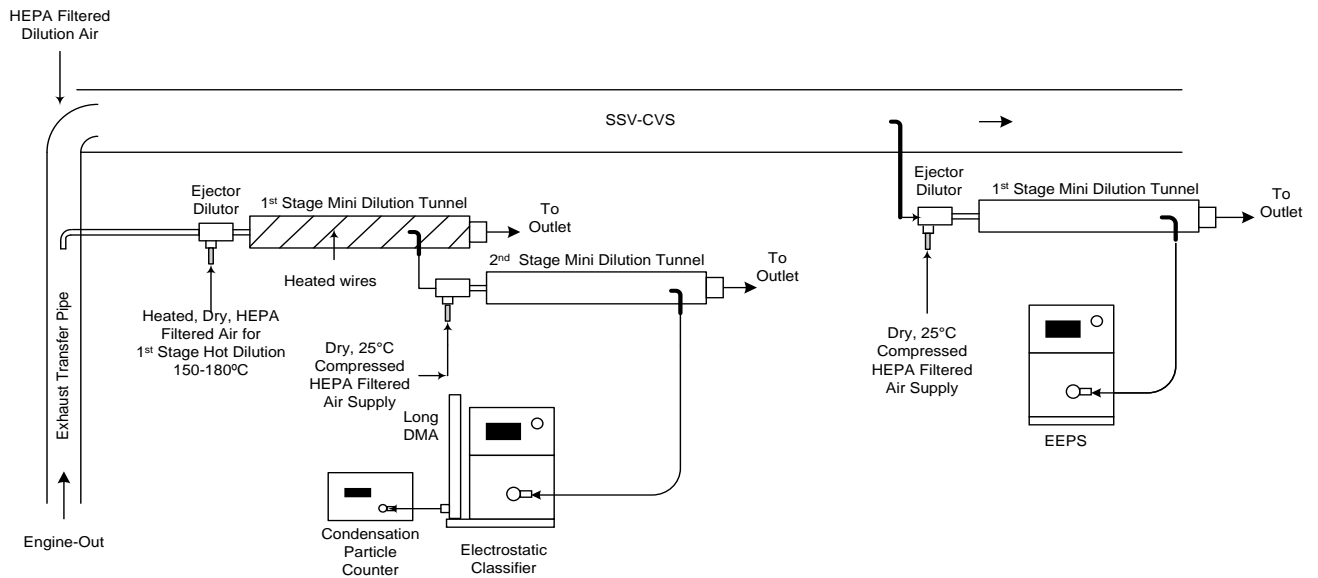 HEPA Filtered
Dilution Air
SSV-CVS
Ejector
Dilutor
1st Stage Mini Dilution Tunnel
To
Outlet
Heated wires
Heated, Dry, HEPA
Filtered Air for
1st Stage Hot Dilution
150-180ºC
2nd Stage Mini Dilution Tunnel
To
Outlet
Dry, 25°C
Compressed
HEPA Filtered
Air Supply
Ejector
Dilutor
1st Stage Mini Dilution Tunnel
To
Outlet
Dry, 25°C
Compressed
HEPA Filtered
Air Supply
EEPS
Exhaust Transfer Pipe
Engine-Out
Long
DMA
Condensation
Particle
Counter
Electrostatic
Classifier